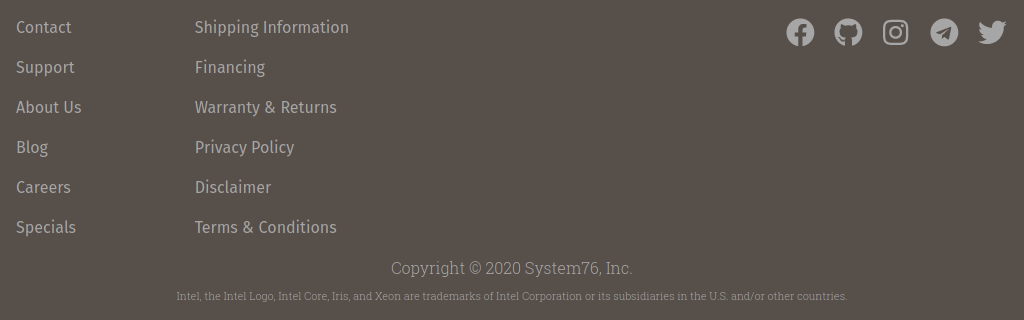 Contact
Support
About Us
Blog
Careers
Specials
Shipping Information
Financing
Warranty & Returns
Privacy Policy
Disclaimer
Terms & Conditions
Copyright © 2020 System76, Inc.
Intel, the Intel Logo, Intel Core, Iris, and Xeon are trademarks of Intel Corporation or its subsidiaries in the U.S. and/or other countries.